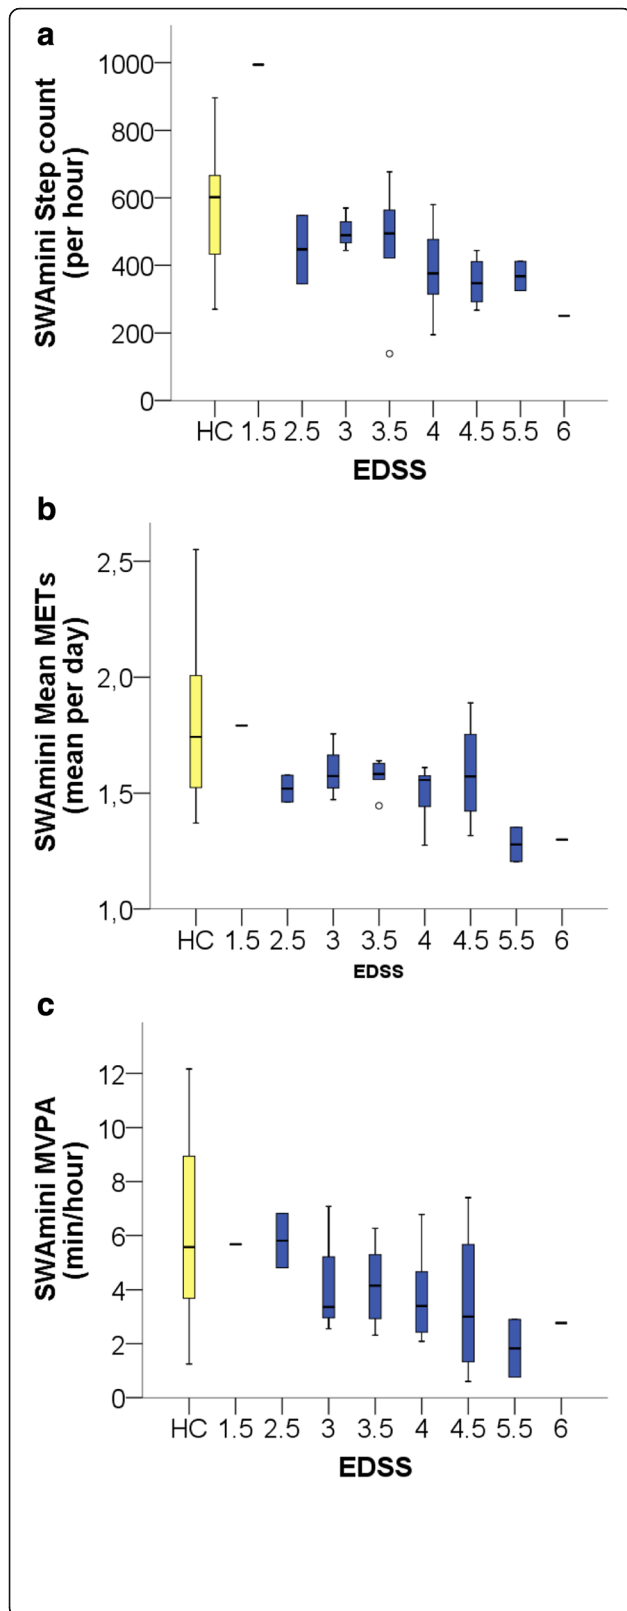 a
SWAmini Step count
(per hour)
1000
800
600
400
200
0
HC 1.5 2.5 3 3.5 4 4.5 5.5 6
EDSS
b
SWAmini Mean METs
(mean per day)
2,5
2,0
1,5
1,0
HC 1.5 2.5 3 3.5 4 4.5 5.5 6
EDSS
c
SWAmini MVPA
(min/hour)
12
10
8
6
4
2
0
HC 1.5 2.5 3 3.5 4 4.5 5.5 6
EDSS